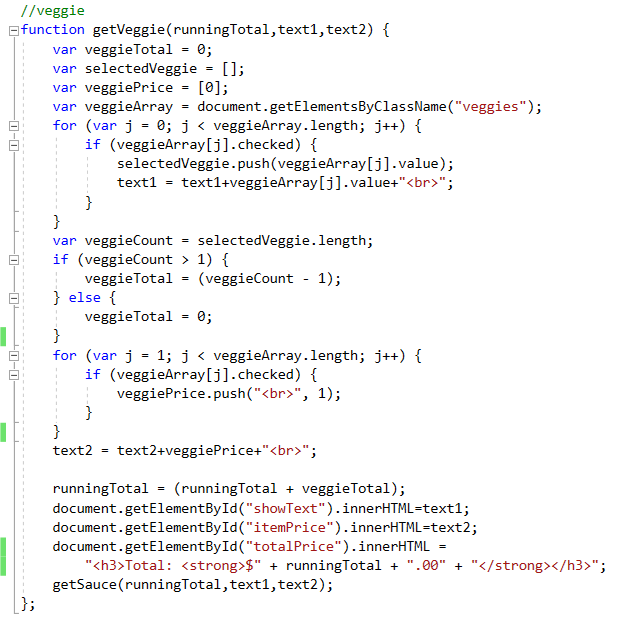 //veggie
function getVeggie(runningTotal,text1,text2) {
    var veggieTotal = 0;
    var selectedVeggie = [];
    var veggiePrice = [0];
    var veggieArray = document.getElementsByClassName("veggies");
    for (var j = 0; j < veggieArray.length; j++) {
        if (veggieArray[j].checked) {
            selectedVeggie.push(veggieArray[j].value);
            text1 = text1+veggieArray[j].value+"<br>";
        }
    }
    var veggieCount = selectedVeggie.length;
    if (veggieCount > 1) {
        veggieTotal = (veggieCount - 1);
    } else {
        veggieTotal = 0;
    }
    for (var j = 1; j < veggieArray.length; j++) {
        if (veggieArray[j].checked) {
            veggiePrice.push("<br>", 1);
        }
    }
    text2 = text2+veggiePrice+"<br>";

    runningTotal = (runningTotal + veggieTotal);
    document.getElementById("showText").innerHTML=text1;
    document.getElementById("itemPrice").innerHTML=text2;
    document.getElementById("totalPrice").innerHTML =
        "<h3>Total: <strong>$" + runningTotal + ".00" + "</strong></h3>";
    getSauce(runningTotal,text1,text2);
};